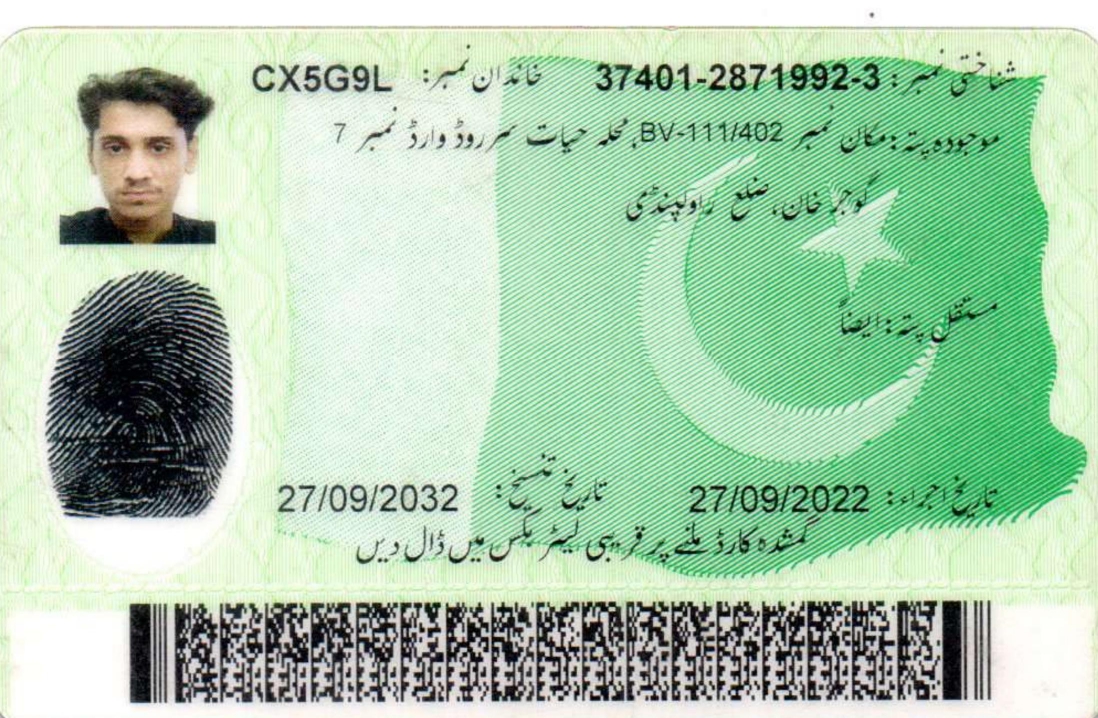 شناختی نمبر: 37401-2871992-3 خاندان نمبر: CX5G9L
موجودہ پتہ: مکان نمبر BV-111/402, محلہ حیات سر روڈ وارڈ نمبر 7
گوجر خان، ضلع راولپنڈی
مستقل پتہ: ایضاً
تاریخ اجراء: 27/09/2022 تاریخ تنسیخ: 27/09/2032
گمشدہ کارڈ ملنے پر قریبی لیٹر بکس میں ڈال دیں